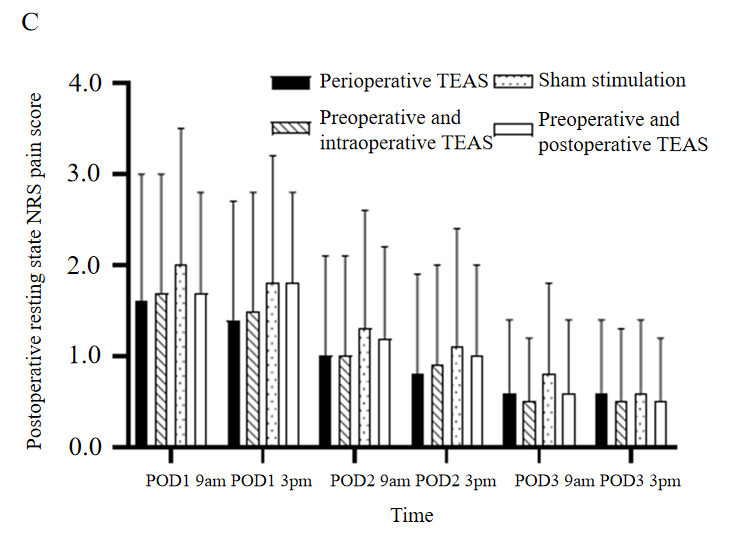 C
Postoperative resting state NRS pain score
4.0
3.0
2.0
1.0
0.0
Perioperative TEAS
Sham stimulation
Preoperative and
intraoperative TEAS
Preoperative and
postoperative TEAS
POD1 9am POD1 3pm POD2 9am POD2 3pm POD3 9am POD3 3pm
Time